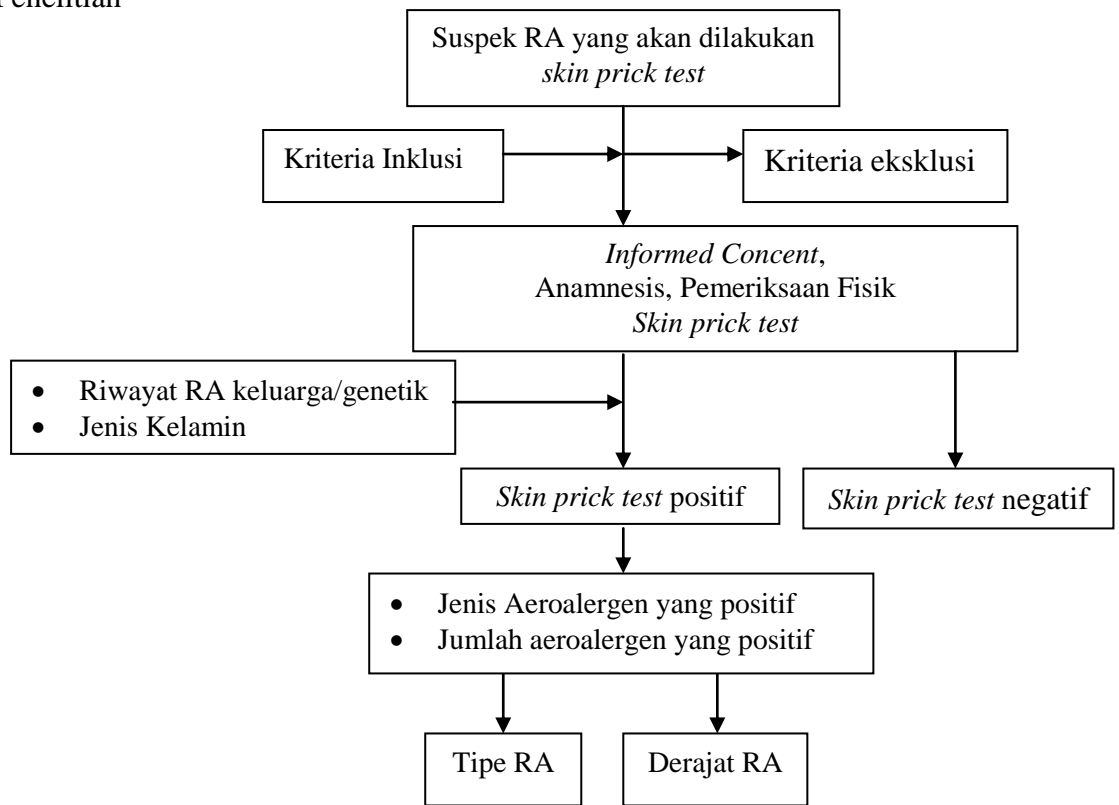 Suspek RA yang akan dilakukan
skin prick test
Kriteria Inklusi
Kriteria eksklusi
Informed Concent,
Anamnesis, Pemeriksaan Fisik
Skin prick test
• Riwayat RA keluarga/genetik
• Jenis Kelamin
Skin prick test positif
Skin prick test negatif
• Jenis Aeroalergen yang positif
• Jumlah aeroalergen yang positif
Tipe RA
Derajat RA